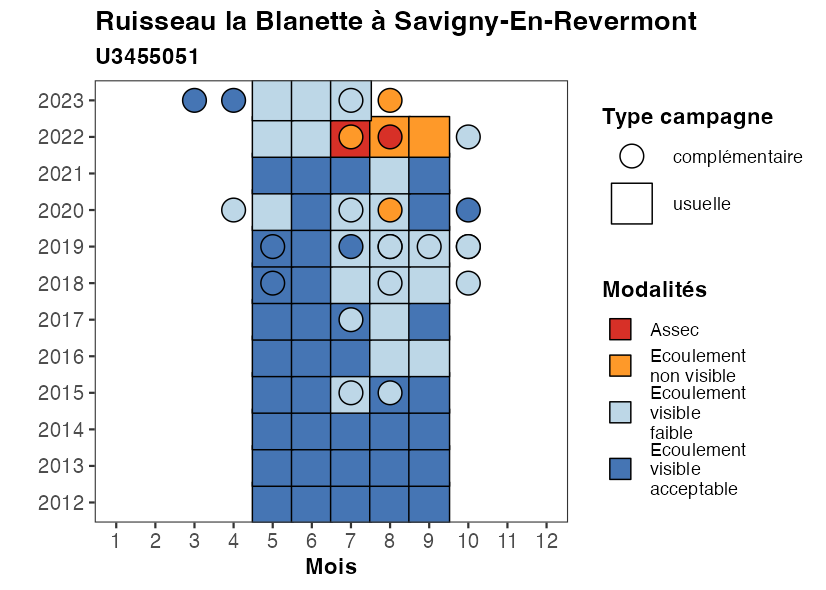 Ruisseau la Blanette à Savigny-En-Revermont
U3455051
2023
2022
2021
2020
2019
2018
2017
2016
2015
2014
2013
2012
1 2 3 4 5 6 7 8 9 10 11 12
Mois
Type campagne
complémentaire
usuelle
Modalités
Assec
Ecoulement
non visible
Ecoulement
visible
faible
Ecoulement
visible
acceptable